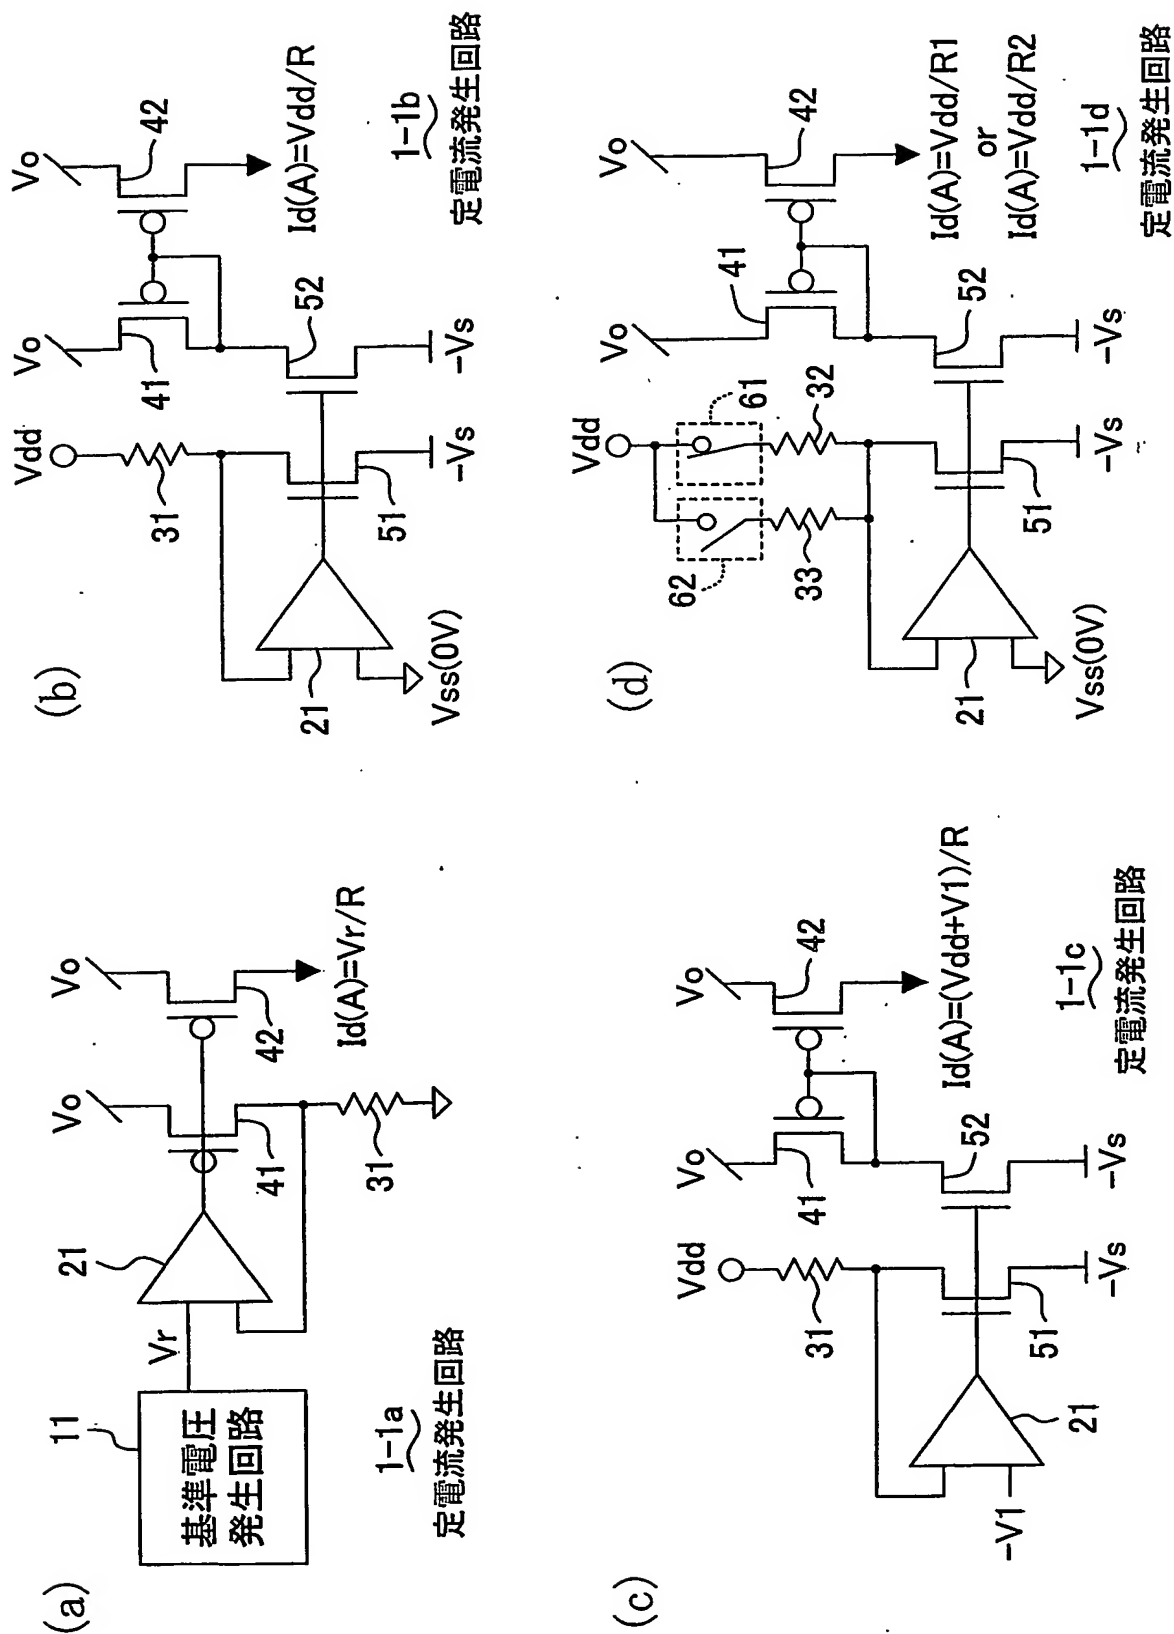 (a)
11
基準電圧
発生回路
Vr
21
Vo
Vo
41
42
31
Id(A)=Vr/R
1-1a
定電流発生回路
(b)
Vdd
Vo
Vo
31
41
42
52
51
21
Vss(0V)
-Vs
-Vs
Id(A)=Vdd/R
1-1b
定電流発生回路
(c)
Vdd
Vo
Vo
31
41
42
52
51
21
-V1
-Vs
-Vs
Id(A)=(Vdd+V1)/R
1-1c
定電流発生回路
(d)
Vdd
Vo
Vo
62
61
33
32
41
42
52
51
21
Vss(0V)
-Vs
-Vs
Id(A)=Vdd/R1
or
Id(A)=Vdd/R2
1-1d
定電流発生回路